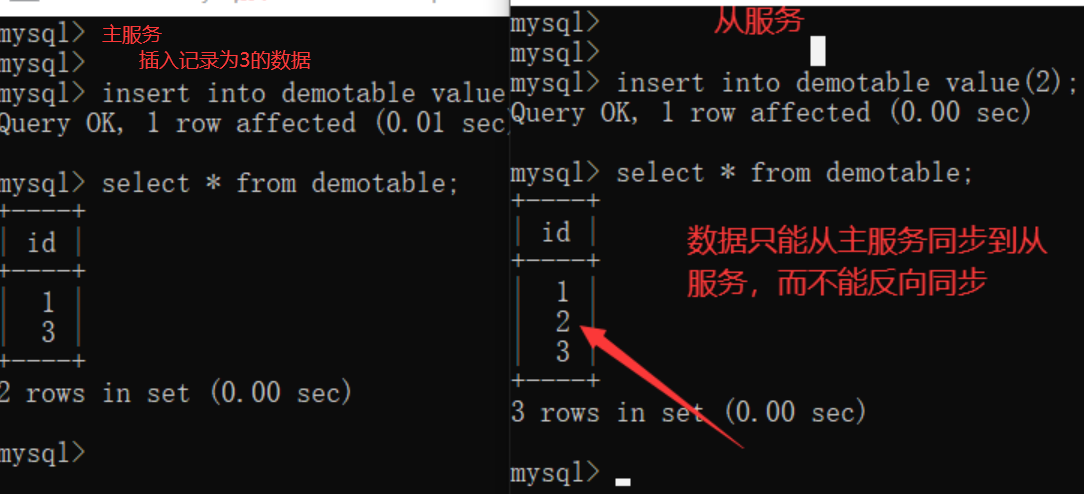 mysql> 主服务
mysql> 插入记录为3的数据
mysql> insert into demotable value
Query OK, 1 row affected (0.01 sec)
mysql> select * from demotable;
+----+
| id |
+----+
| 1 |
| 3 |
+----+
2 rows in set (0.00 sec)
mysql>
mysql> 从服务
mysql>
mysql> insert into demotable value(2);
Query OK, 1 row affected (0.00 sec)
mysql> select * from demotable;
+----+
| id |
+----+
| 1 |
| 2 |
| 3 |
+----+
3 rows in set (0.00 sec)
mysql>
数据只能从主服务同步到从
服务，而不能反向同步